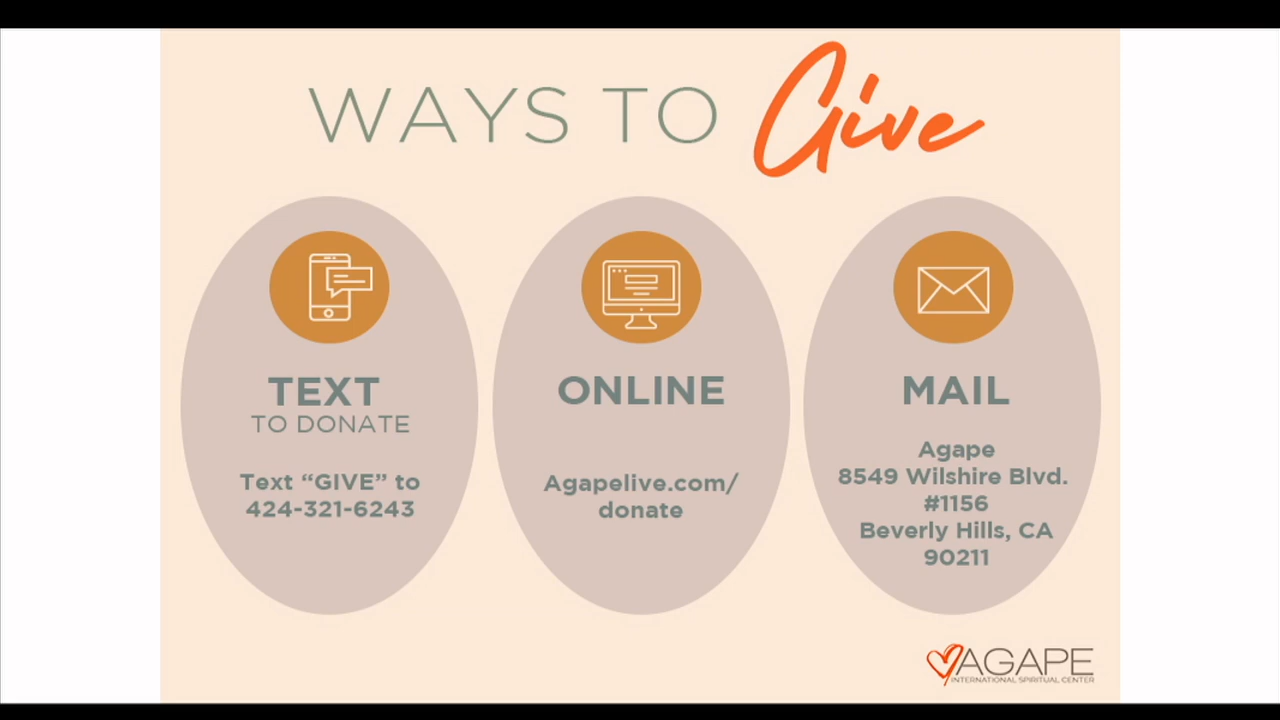 WAYS TO Give
TEXT
TO DONATE
Text “GIVE” to
424-321-6243
ONLINE
Agapelive.com/
donate
MAIL
Agape
8549 Wilshire Blvd.
#1156
Beverly Hills, CA
90211
AGAPE
INTERNATIONAL SPIRITUAL CENTER